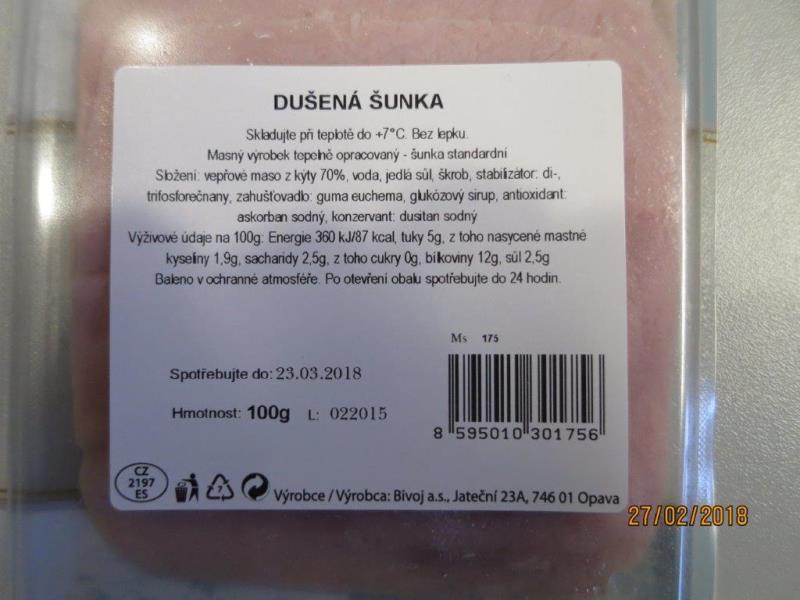 DUŠENÁ ŠUNKA
Skladujte při teplotě do +7°C. Bez lepku.
Masný výrobek tepelně opracovaný - šunka standardní
Složení: vepřové maso z kýty 70%, voda, jedlá sůl, škrob, stabilizátor: di-,
trifosforečnany, zahušťovadlo: guma euchema, glukózový sirup, antioxidant:
askorban sodný, konzervant: dusitan sodný
Výživové údaje na 100g: Energie 360 kJ/87 kcal, tuky 5g, z toho nasycené mastné
kyseliny 1,9g, sacharidy 2,5g, z toho cukry 0g, bílkoviny 12g, sůl 2,5g
Baleno v ochranné atmosféře. Po otevření obalu spotřebujte do 24 hodin.
Ms 175
Spotřebujte do: 23.03.2018
Hmotnost: 100g L: 022015
8 595010 301756
CZ
2197
ES
7
Výrobce / Výrobca: Bivoj a.s., Jateční 23A, 746 01 Opava
27/02/2018